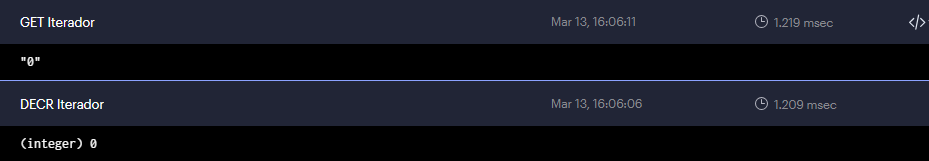 GET Iterador Mar 13, 16:06:11 1.219 msec </>
"0"
DECR Iterador Mar 13, 16:06:06 1.209 msec
(integer) 0